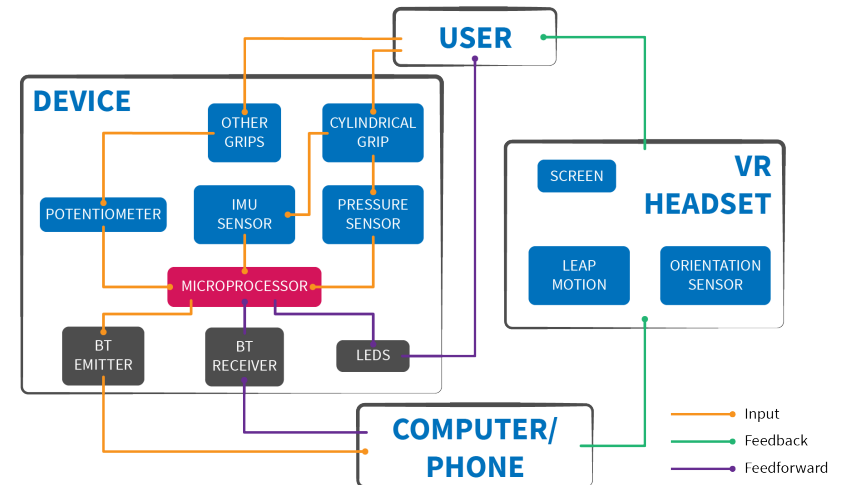 USER
DEVICE
OTHER
GRIPS
CYLINDRICAL
GRIP
VR
HEADSET
SCREEN
POTENTIOMETER
IMU
SENSOR
PRESSURE
SENSOR
LEAP
MOTION
ORIENTATION
SENSOR
MICROPROCESSOR
BT
EMITTER
BT
RECEIVER
LEDS
COMPUTER/
PHONE
Input
Feedback
Feedforward